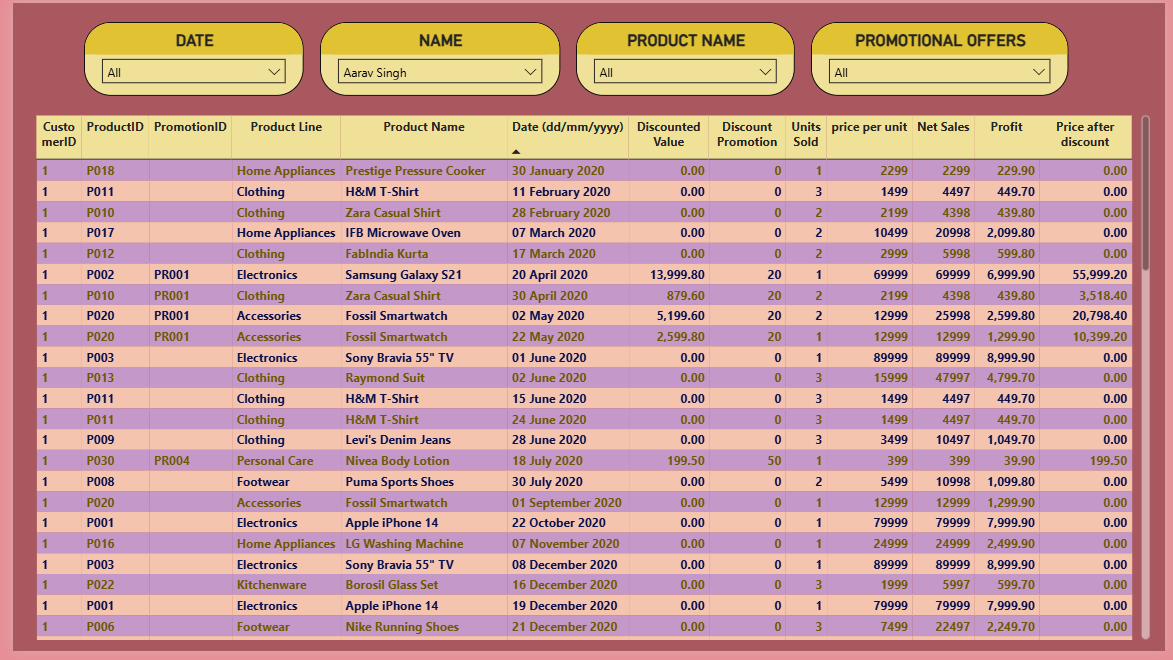 DATE NAME PRODUCT NAME PROMOTIONAL OFFERS
All Aarav Singh All All
Custo ProductID PromotionID Product Line Product Name Date (dd/mm/yyyy) Discounted Discount Units price per unit Net Sales Profit Price after
merID Value Promotion Sold discount
1 P018 Home Appliances Prestige Pressure Cooker 30 January 2020 0.00 0 1 2299 2299 229.90 0.00
1 P011 Clothing H&M T-Shirt 11 February 2020 0.00 0 3 1499 4497 449.70 0.00
1 P010 Clothing Zara Casual Shirt 28 February 2020 0.00 0 2 2199 4398 439.80 0.00
1 P017 Home Appliances IFB Microwave Oven 07 March 2020 0.00 0 2 10499 20998 2,099.80 0.00
1 P012 Clothing FabIndia Kurta 17 March 2020 0.00 0 2 2999 5998 599.80 0.00
1 P002 PR001 Electronics Samsung Galaxy S21 20 April 2020 13,999.80 20 1 69999 69999 6,999.90 55,999.20
1 P010 PR001 Clothing Zara Casual Shirt 30 April 2020 879.60 20 2 2199 4398 439.80 3,518.40
1 P020 PR001 Accessories Fossil Smartwatch 02 May 2020 5,199.60 20 2 12999 25998 2,599.80 20,798.40
1 P020 PR001 Accessories Fossil Smartwatch 22 May 2020 2,599.80 20 1 12999 12999 1,299.90 10,399.20
1 P003 Electronics Sony Bravia 55" TV 01 June 2020 0.00 0 1 89999 89999 8,999.90 0.00
1 P013 Clothing Raymond Suit 02 June 2020 0.00 0 3 15999 47997 4,799.70 0.00
1 P011 Clothing H&M T-Shirt 15 June 2020 0.00 0 3 1499 4497 449.70 0.00
1 P011 Clothing H&M T-Shirt 24 June 2020 0.00 0 3 1499 4497 449.70 0.00
1 P009 Clothing Levi's Denim Jeans 28 June 2020 0.00 0 3 3499 10497 1,049.70 0.00
1 P030 PR004 Personal Care Nivea Body Lotion 18 July 2020 199.50 50 1 399 399 39.90 199.50
1 P008 Footwear Puma Sports Shoes 30 July 2020 0.00 0 2 5499 10998 1,099.80 0.00
1 P020 Accessories Fossil Smartwatch 01 September 2020 0.00 0 1 12999 12999 1,299.90 0.00
1 P001 Electronics Apple iPhone 14 22 October 2020 0.00 0 1 79999 79999 7,999.90 0.00
1 P016 Home Appliances LG Washing Machine 07 November 2020 0.00 0 1 24999 24999 2,499.90 0.00
1 P003 Electronics Sony Bravia 55" TV 08 December 2020 0.00 0 1 89999 89999 8,999.90 0.00
1 P022 Kitchenware Borosil Glass Set 16 December 2020 0.00 0 3 1999 5997 599.70 0.00
1 P001 Electronics Apple iPhone 14 19 December 2020 0.00 0 1 79999 79999 7,999.90 0.00
1 P006 Footwear Nike Running Shoes 21 December 2020 0.00 0 3 7499 22497 2,249.70 0.00